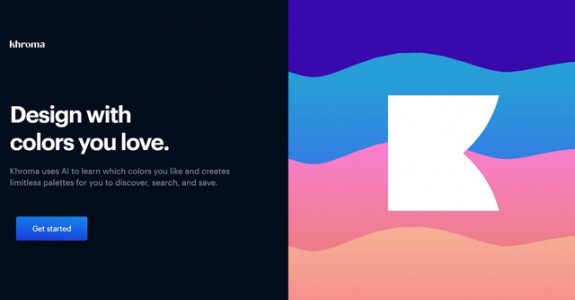 khroma
Design with
colors you love.
Khroma uses AI to learn which colors you like and creates
limitless palettes for you to discover, search, and save.
Get started